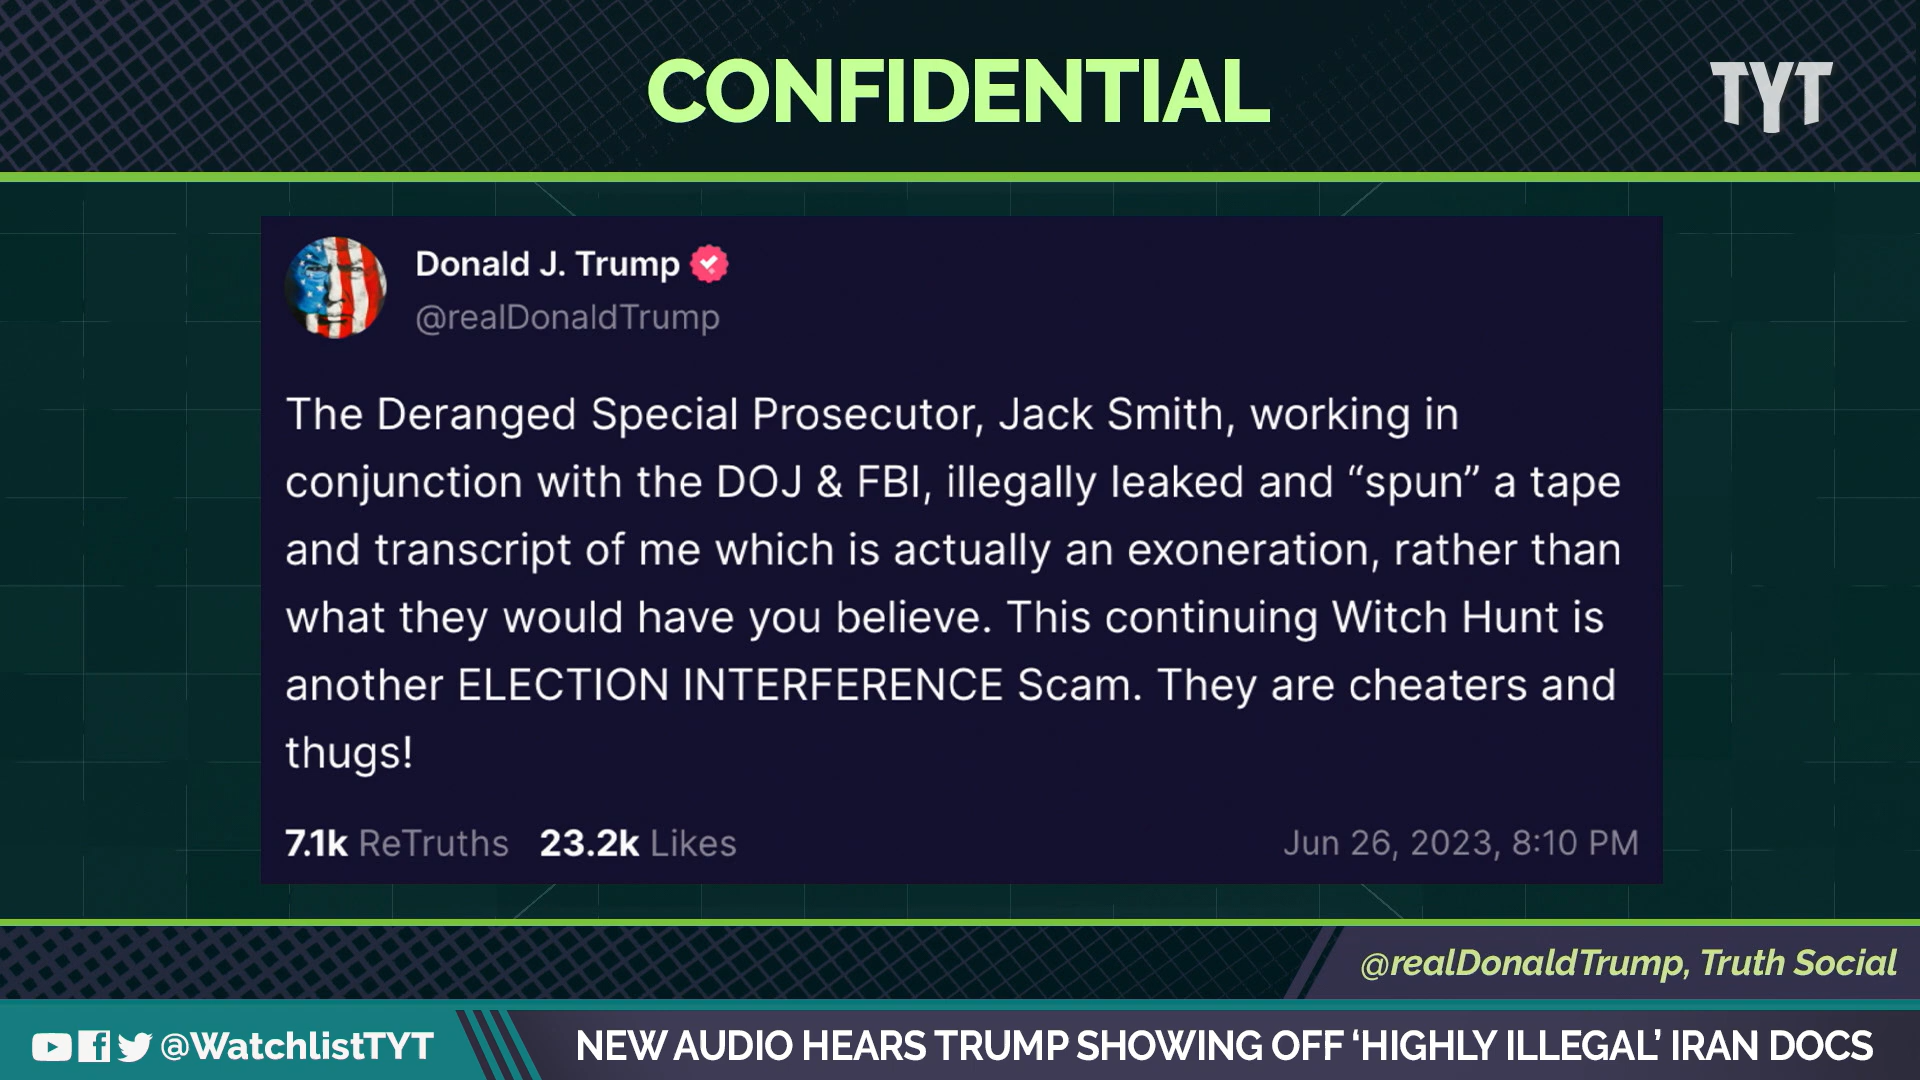 CONFIDENTIAL
TYT
Donald J. Trump
@realDonaldTrump
The Deranged Special Prosecutor, Jack Smith, working in
conjunction with the DOJ & FBI, illegally leaked and “spun” a tape
and transcript of me which is actually an exoneration, rather than
what they would have you believe. This continuing Witch Hunt is
another ELECTION INTERFERENCE Scam. They are cheaters and
thugs!
7.1k ReTruths 23.2k Likes Jun 26, 2023, 8:10 PM
@realDonaldTrump, Truth Social
@WatchlistTYT NEW AUDIO HEARS TRUMP SHOWING OFF ‘HIGHLY ILLEGAL’ IRAN DOCS